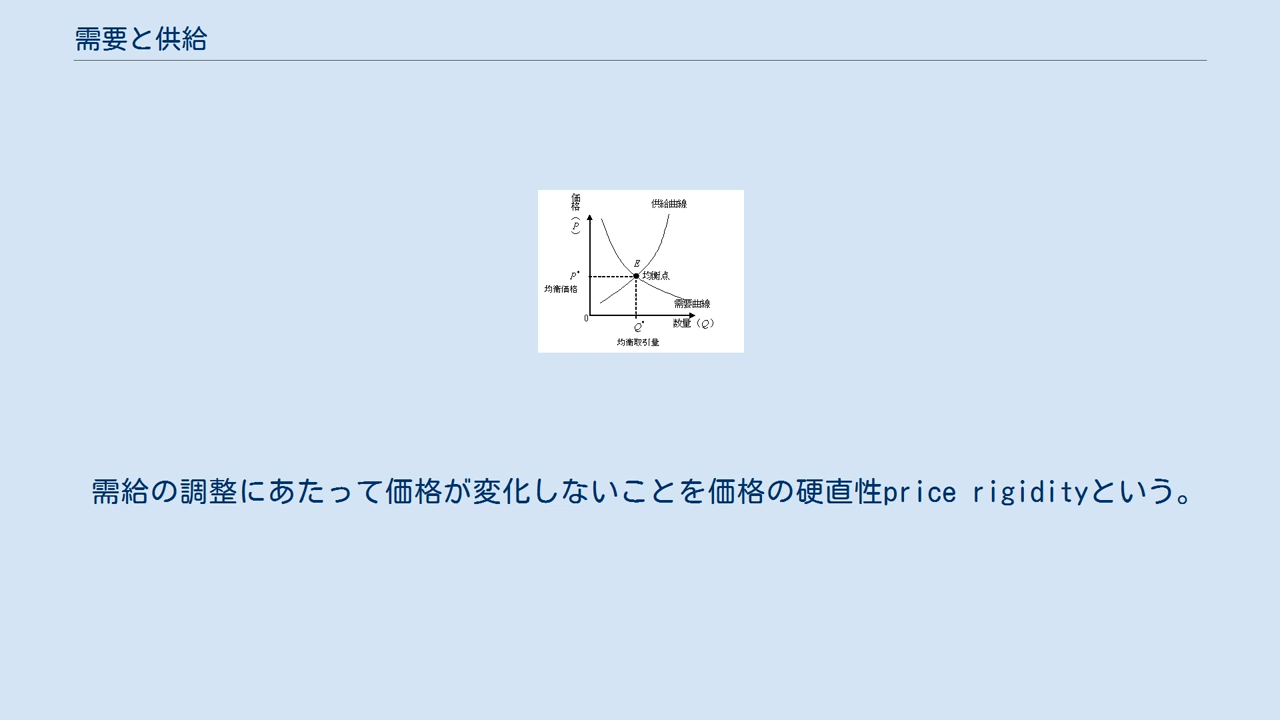 需要と供給
価格(P)
供給曲線
E
P*
均衡点
均衡価格
需要曲線
0
Q*
数量(Q)
均衡取引量
需給の調整にあたって価格が変化しないことを価格の硬直性price rigidityという。